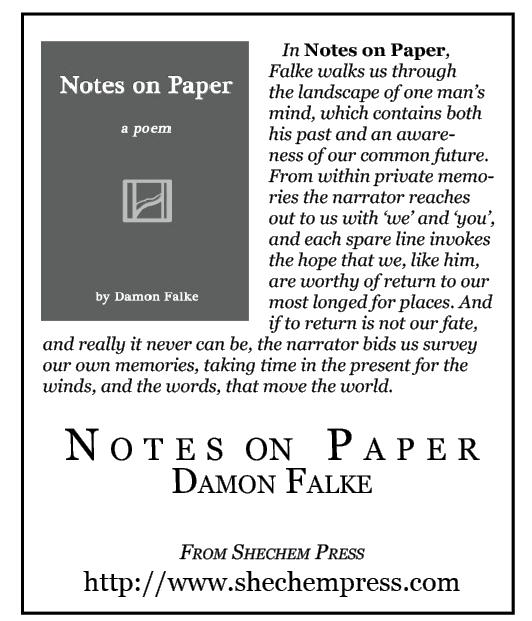 Notes on Paper
a poem
by Damon Falke
In Notes on Paper,
Falke walks us through
the landscape of one man's
mind, which contains both
his past and an aware-
ness of our common future.
From within private memo-
ries the narrator reaches
out to us with 'we' and 'you',
and each spare line invokes
the hope that we, like him,
are worthy of return to our
most longed for places. And
if to return is not our fate,
and really it never can be, the narrator bids us survey
our own memories, taking time in the present for the
winds, and the words, that move the world.
NOTES ON PAPER
DAMON FALKE
FROM SHECHEM PRESS
http://www.shechempress.com